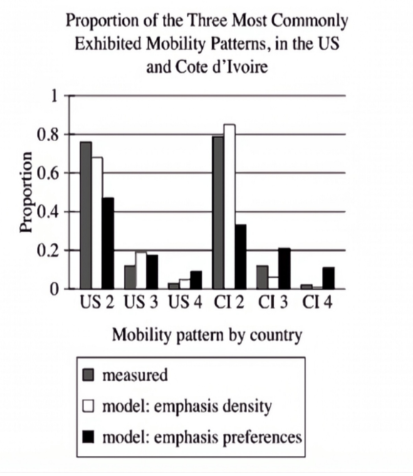 Proportion of the Three Most Commonly
Exhibited Mobility Patterns, in the US
and Cote d'Ivoire
1
0.8
0.6
0.4
0.2
0
Proportion
US 2 US 3 US 4 CI 2 CI 3 CI 4
Mobility pattern by country
measured
model: emphasis density
model: emphasis preferences